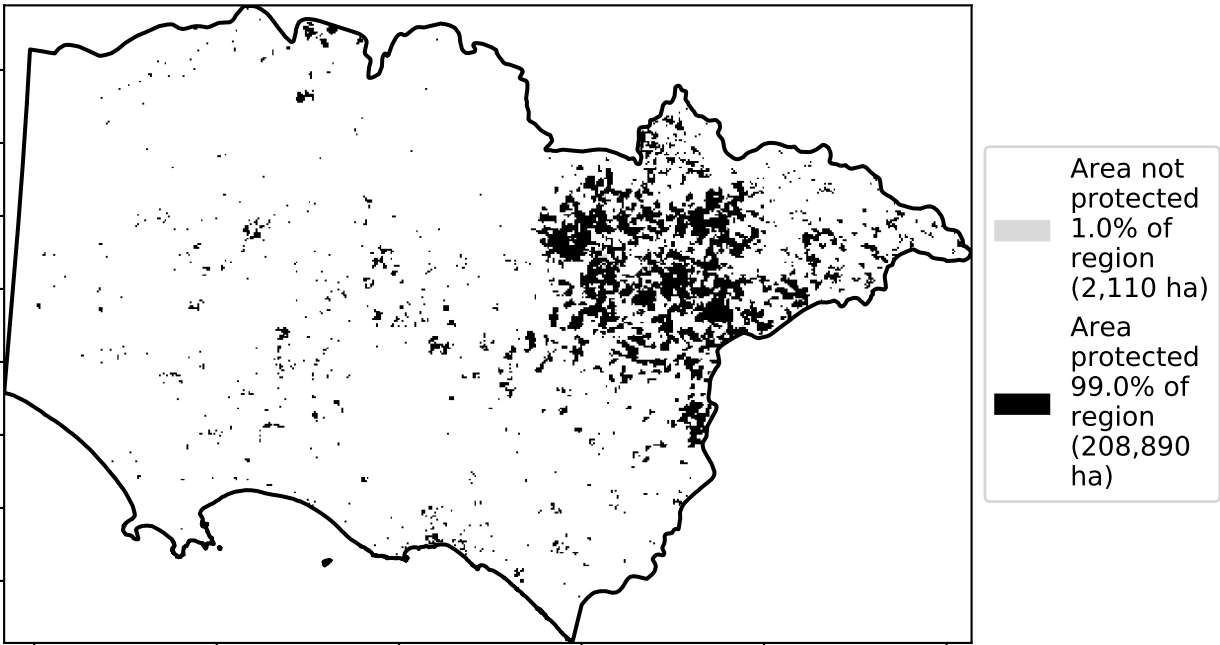 Area not
protected
1.0% of
region
(2,110 ha)
Area
protected
99.0% of
region
(208,890
ha)